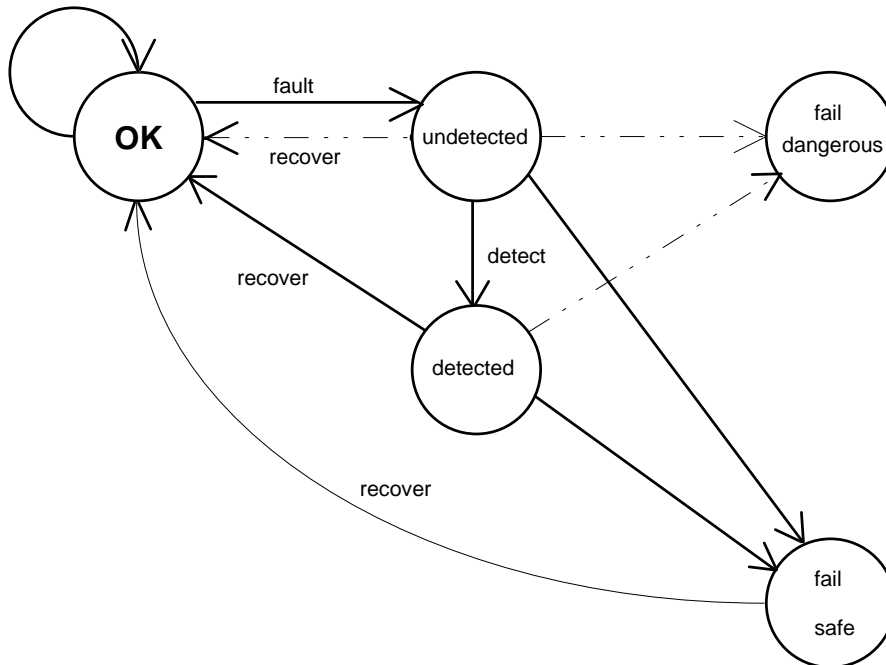 fault
fail
dangerous
OK
undetected
recover
detect
recover
detected
recover
fail
safe